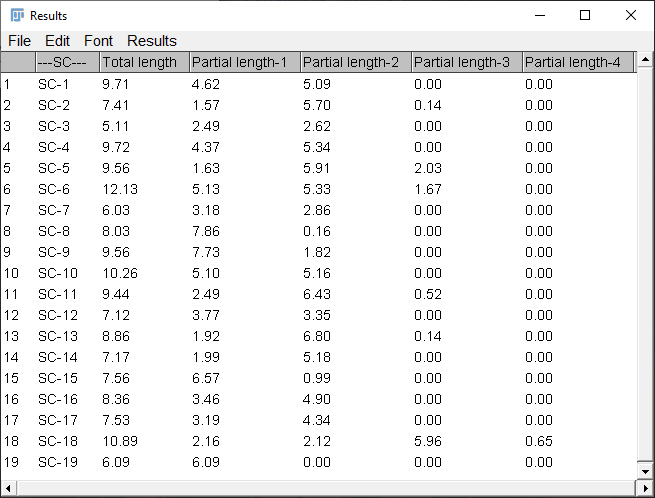 Results
File Edit Font Results
---SC--- Total length Partial length-1 Partial length-2 Partial length-3 Partial length-4
1 SC-1 9.71 4.62 5.09 0.00 0.00
2 SC-2 7.41 1.57 5.70 0.14 0.00
3 SC-3 5.11 2.49 2.62 0.00 0.00
4 SC-4 9.72 4.37 5.34 0.00 0.00
5 SC-5 9.56 1.63 5.91 2.03 0.00
6 SC-6 12.13 5.13 5.33 1.67 0.00
7 SC-7 6.03 3.18 2.86 0.00 0.00
8 SC-8 8.03 7.86 0.16 0.00 0.00
9 SC-9 9.56 7.73 1.82 0.00 0.00
10 SC-10 10.26 5.10 5.16 0.00 0.00
11 SC-11 9.44 2.49 6.43 0.52 0.00
12 SC-12 7.12 3.77 3.35 0.00 0.00
13 SC-13 8.86 1.92 6.80 0.14 0.00
14 SC-14 7.17 1.99 5.18 0.00 0.00
15 SC-15 7.56 6.57 0.99 0.00 0.00
16 SC-16 8.36 3.46 4.90 0.00 0.00
17 SC-17 7.53 3.19 4.34 0.00 0.00
18 SC-18 10.89 2.16 2.12 5.96 0.65
19 SC-19 6.09 6.09 0.00 0.00 0.00